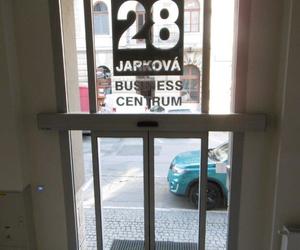 28
JARKOVÁ
BUSINESS
CENTRUM